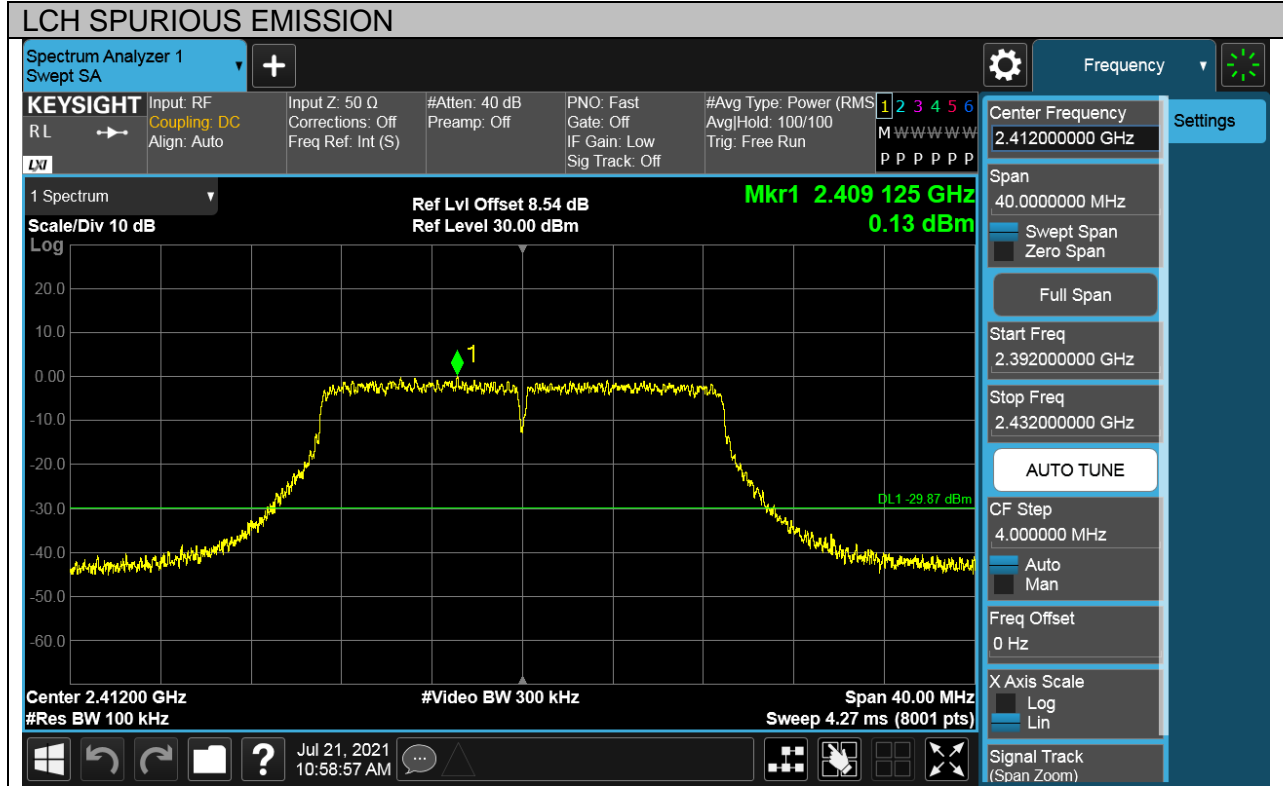 LCH SPURIOUS EMISSION
Spectrum Analyzer 1
Swept SA
Frequency
KEYSIGHT
RL
LXI
Input: RF
Coupling: DC
Align: Auto
Input Z: 50 Ω
Corrections: Off
Freq Ref: Int (S)
#Atten: 40 dB
Preamp: Off
PNO: Fast
Gate: Off
IF Gain: Low
Sig Track: Off
#Avg Type: Power (RMS
Avg|Hold: 100/100
Trig: Free Run
1 2 3 4 5 6
M W W W W W
P P P P P P
1 Spectrum
Scale/Div 10 dB
Ref Lvl Offset 8.54 dB
Ref Level 30.00 dBm
Mkr1 2.409 125 GHz
0.13 dBm
Log
20.0
10.0
0.00
-10.0
-20.0
-30.0
-40.0
-50.0
-60.0
1
DL1 -29.87 dBm
Center 2.41200 GHz
#Video BW 300 kHz
Span 40.00 MHz
#Res BW 100 kHz
Sweep 4.27 ms (8001 pts)
?
Jul 21, 2021
10:58:57 AM
Center Frequency
2.412000000 GHz
Settings
Span
40.0000000 MHz
Swept Span
Zero Span
Full Span
Start Freq
2.392000000 GHz
Stop Freq
2.432000000 GHz
AUTO TUNE
CF Step
4.000000 MHz
Auto
Man
Freq Offset
0 Hz
X Axis Scale
Log
Lin
Signal Track
(Span Zoom)